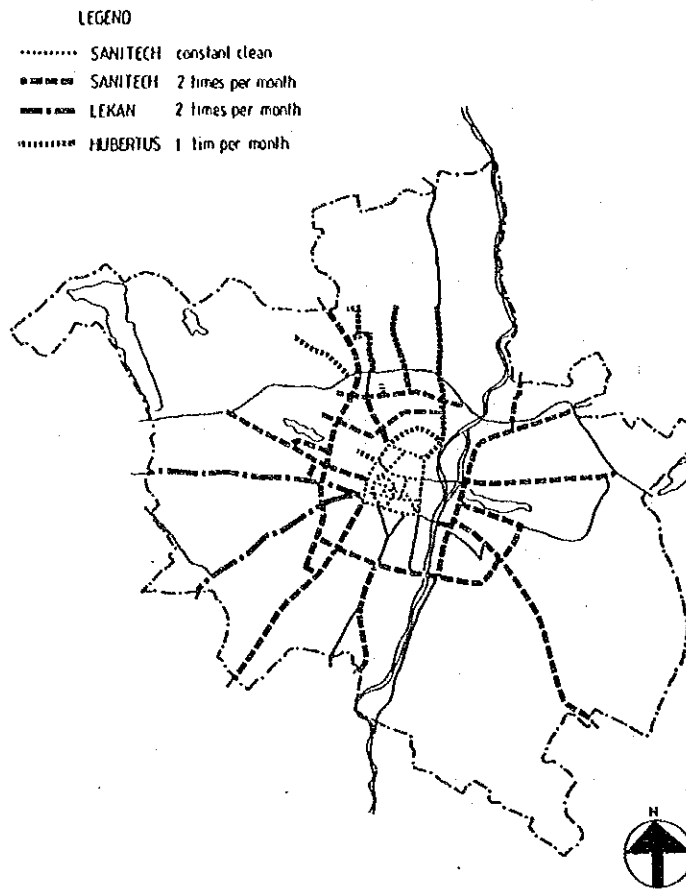 LEGEND
SANITECH constant clean
SANITECH 2 times per month
LEKAN 2 times per month
HUBERTUS 1 tim per month
N